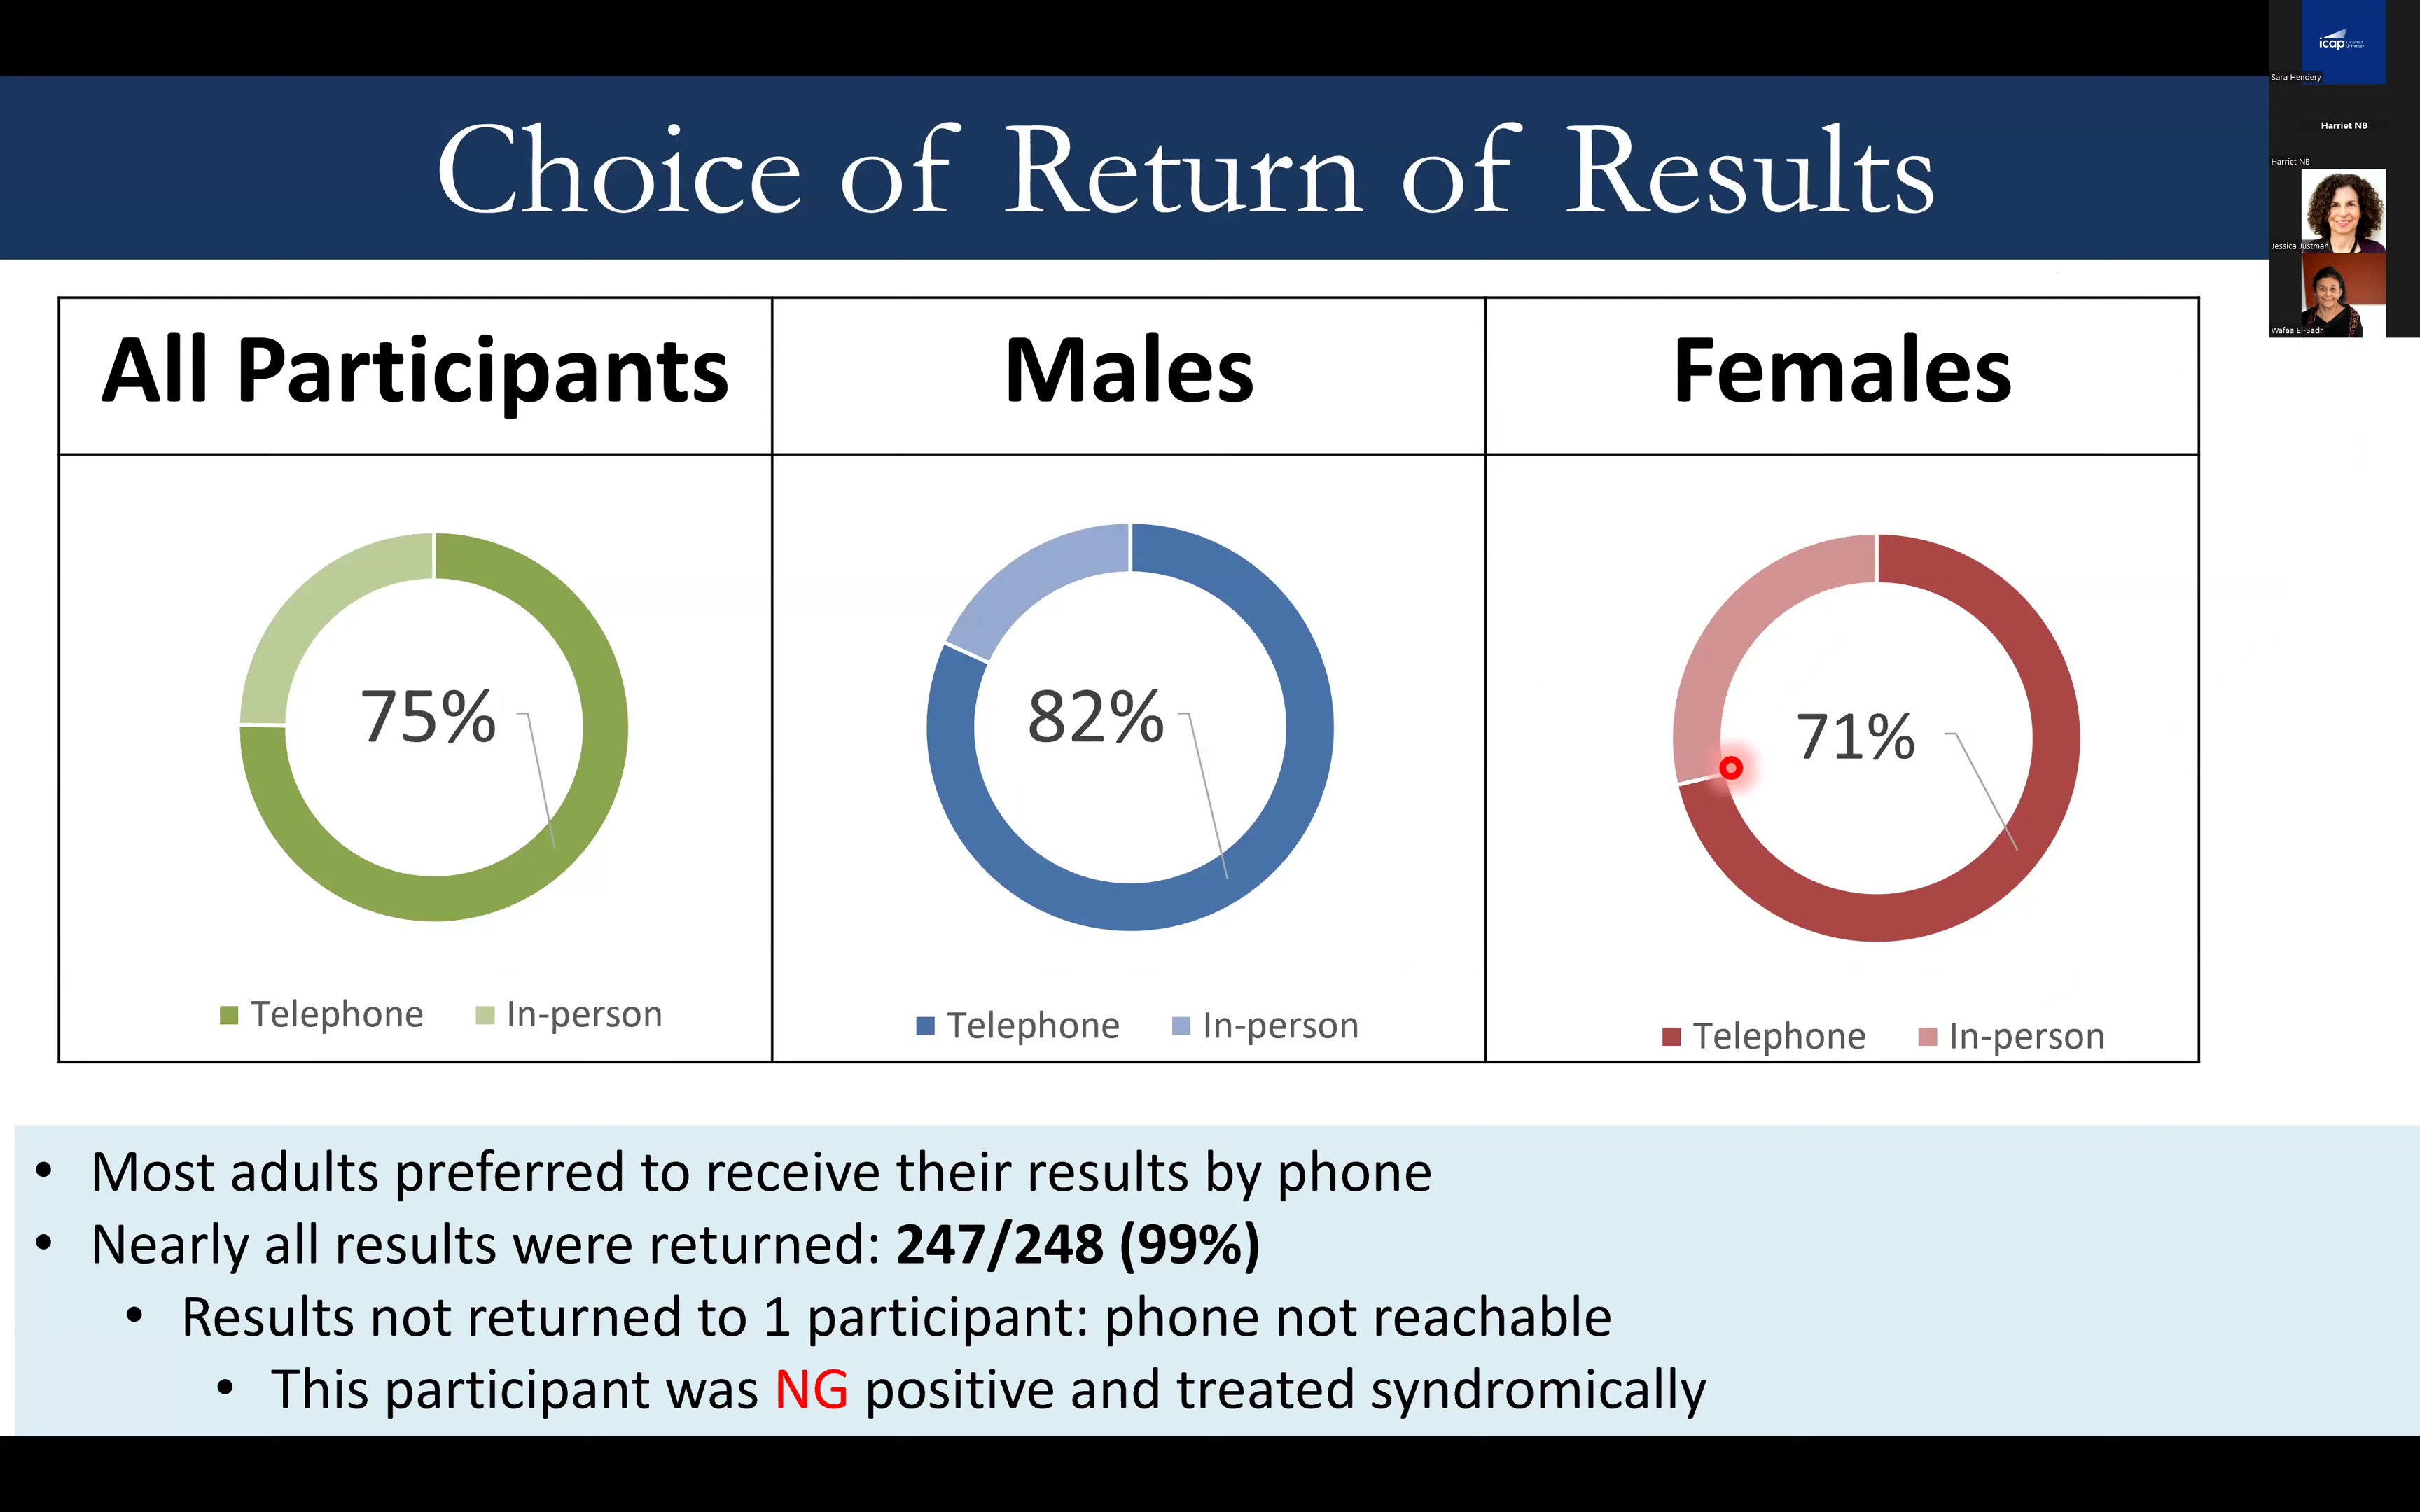 Choice of Return of Results
All Participants
Males
Females
75%
82%
71%
Telephone In-person
Telephone In-person
Telephone In-person
• Most adults preferred to receive their results by phone
• Nearly all results were returned: 247/248 (99%)
• Results not returned to 1 participant: phone not reachable
• This participant was NG positive and treated syndromically
icap
Sara Hendery
Harriet NB
Harriet NB
Jessica Justman
Wafaa El-Sadr